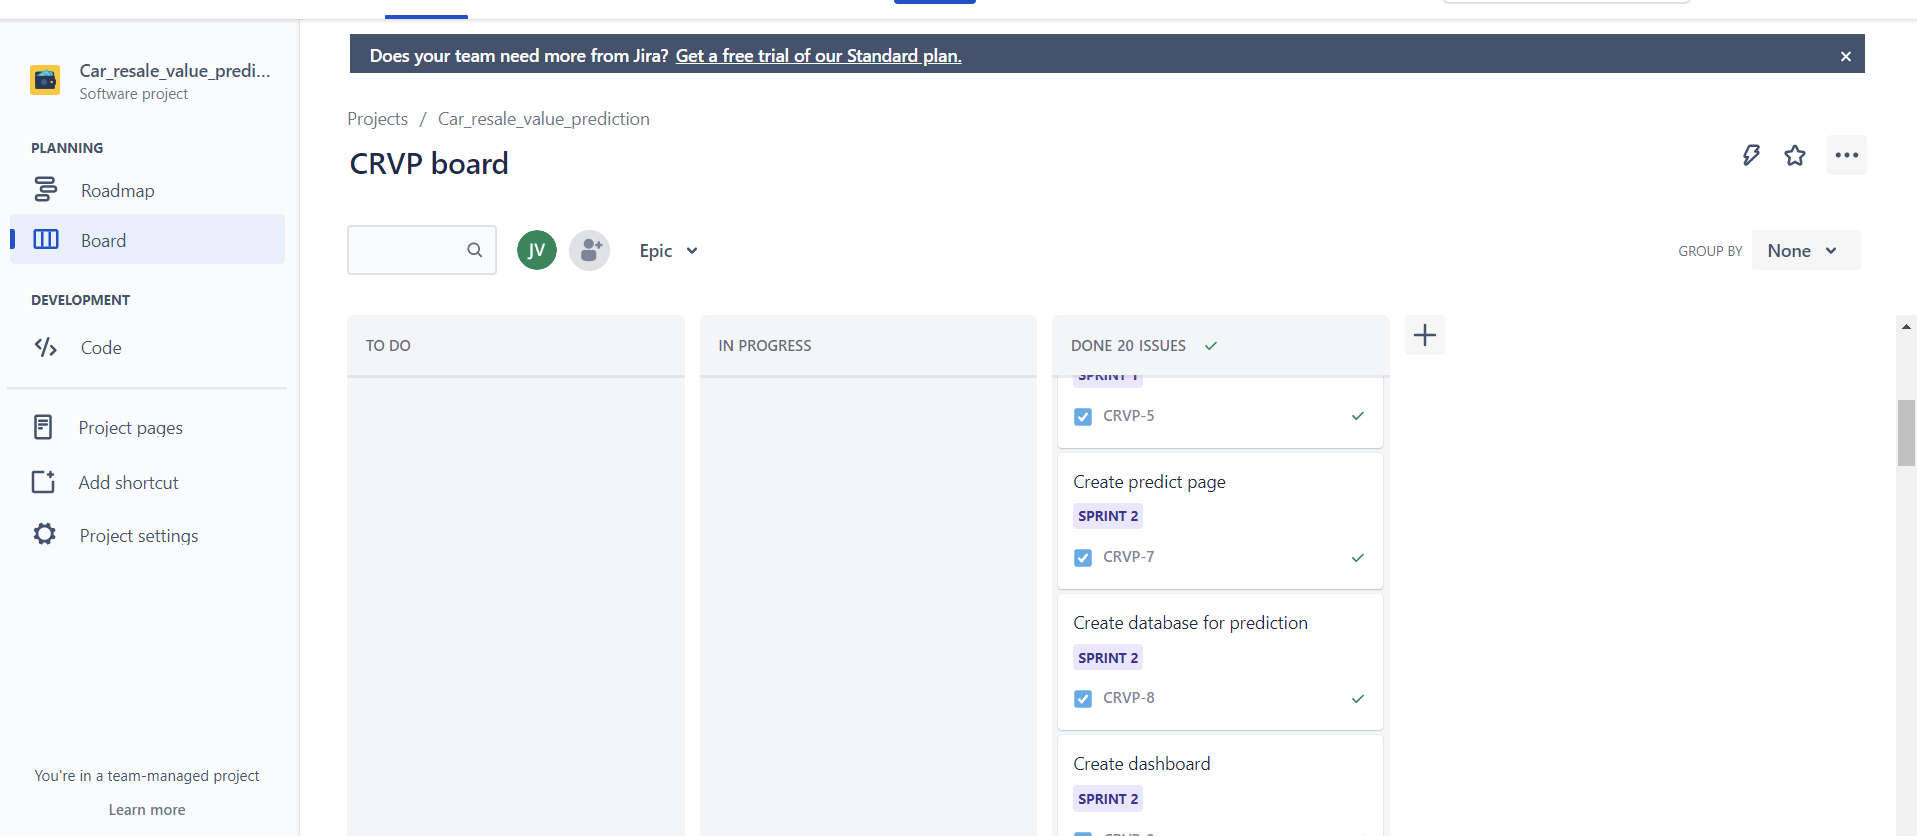 Does your team need more from Jira? Get a free trial of our Standard plan.
Car_resale_value_predi...
Software project
PLANNING
Roadmap
Board
DEVELOPMENT
Code
Project pages
Add shortcut
Project settings
You're in a team-managed project
Learn more
Projects / Car_resale_value_prediction
CRVP board
JV
Epic
GROUP BY None
TO DO
IN PROGRESS
DONE 20 ISSUES
SPRINT 1
CRVP-5
Create predict page
SPRINT 2
CRVP-7
Create database for prediction
SPRINT 2
CRVP-8
Create dashboard
SPRINT 2